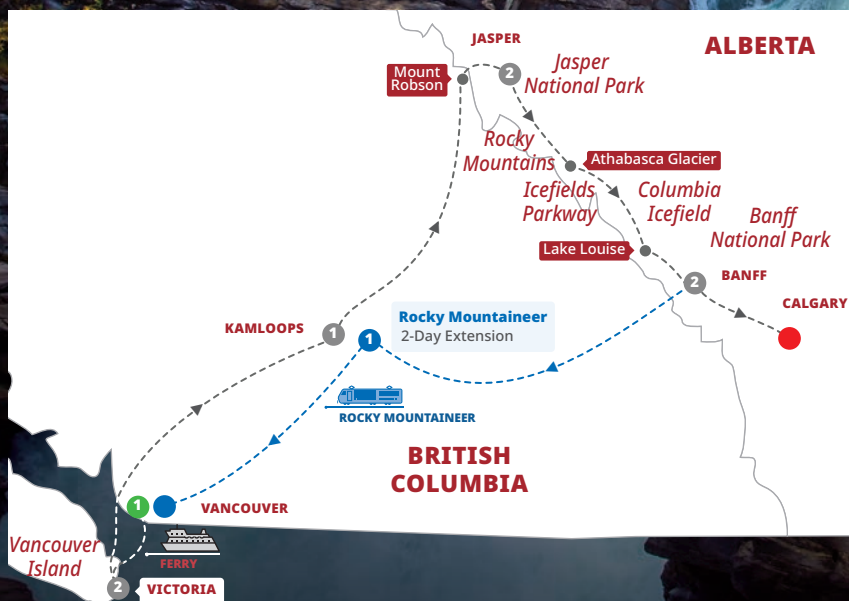 JASPER
ALBERTA
2
Jasper
National Park
Mount
Robson
Rocky
Mountains
Athabasca Glacier
Icefields
Parkway
Columbia
Icefield
Banff
National Park
Lake Louise
BANFF
2
CALGARY
KAMLOOPS
1
1
Rocky Mountaineer
2-Day Extension
ROCKY MOUNTAINEER
BRITISH
COLUMBIA
1
VANCOUVER
Vancouver
Island
FERRY
2
VICTORIA